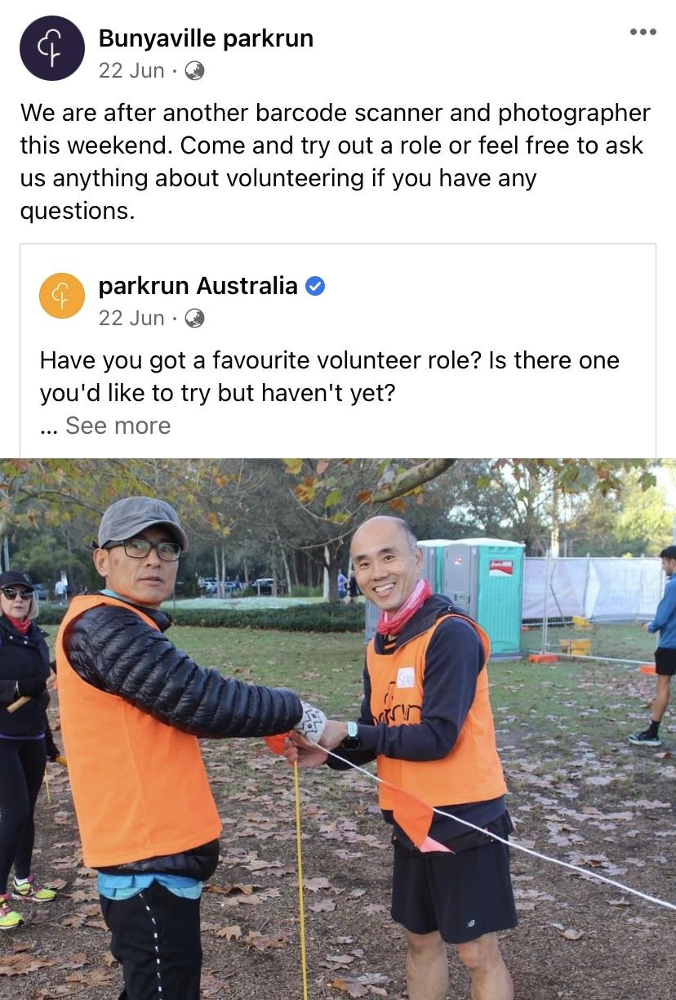 Bunyaville parkrun
22 Jun ·
We are after another barcode scanner and photographer
this weekend. Come and try out a role or feel free to ask
us anything about volunteering if you have any
questions.
parkrun Australia
22 Jun ·
Have you got a favourite volunteer role? Is there one
you'd like to try but haven't yet?
... See more
SEAN